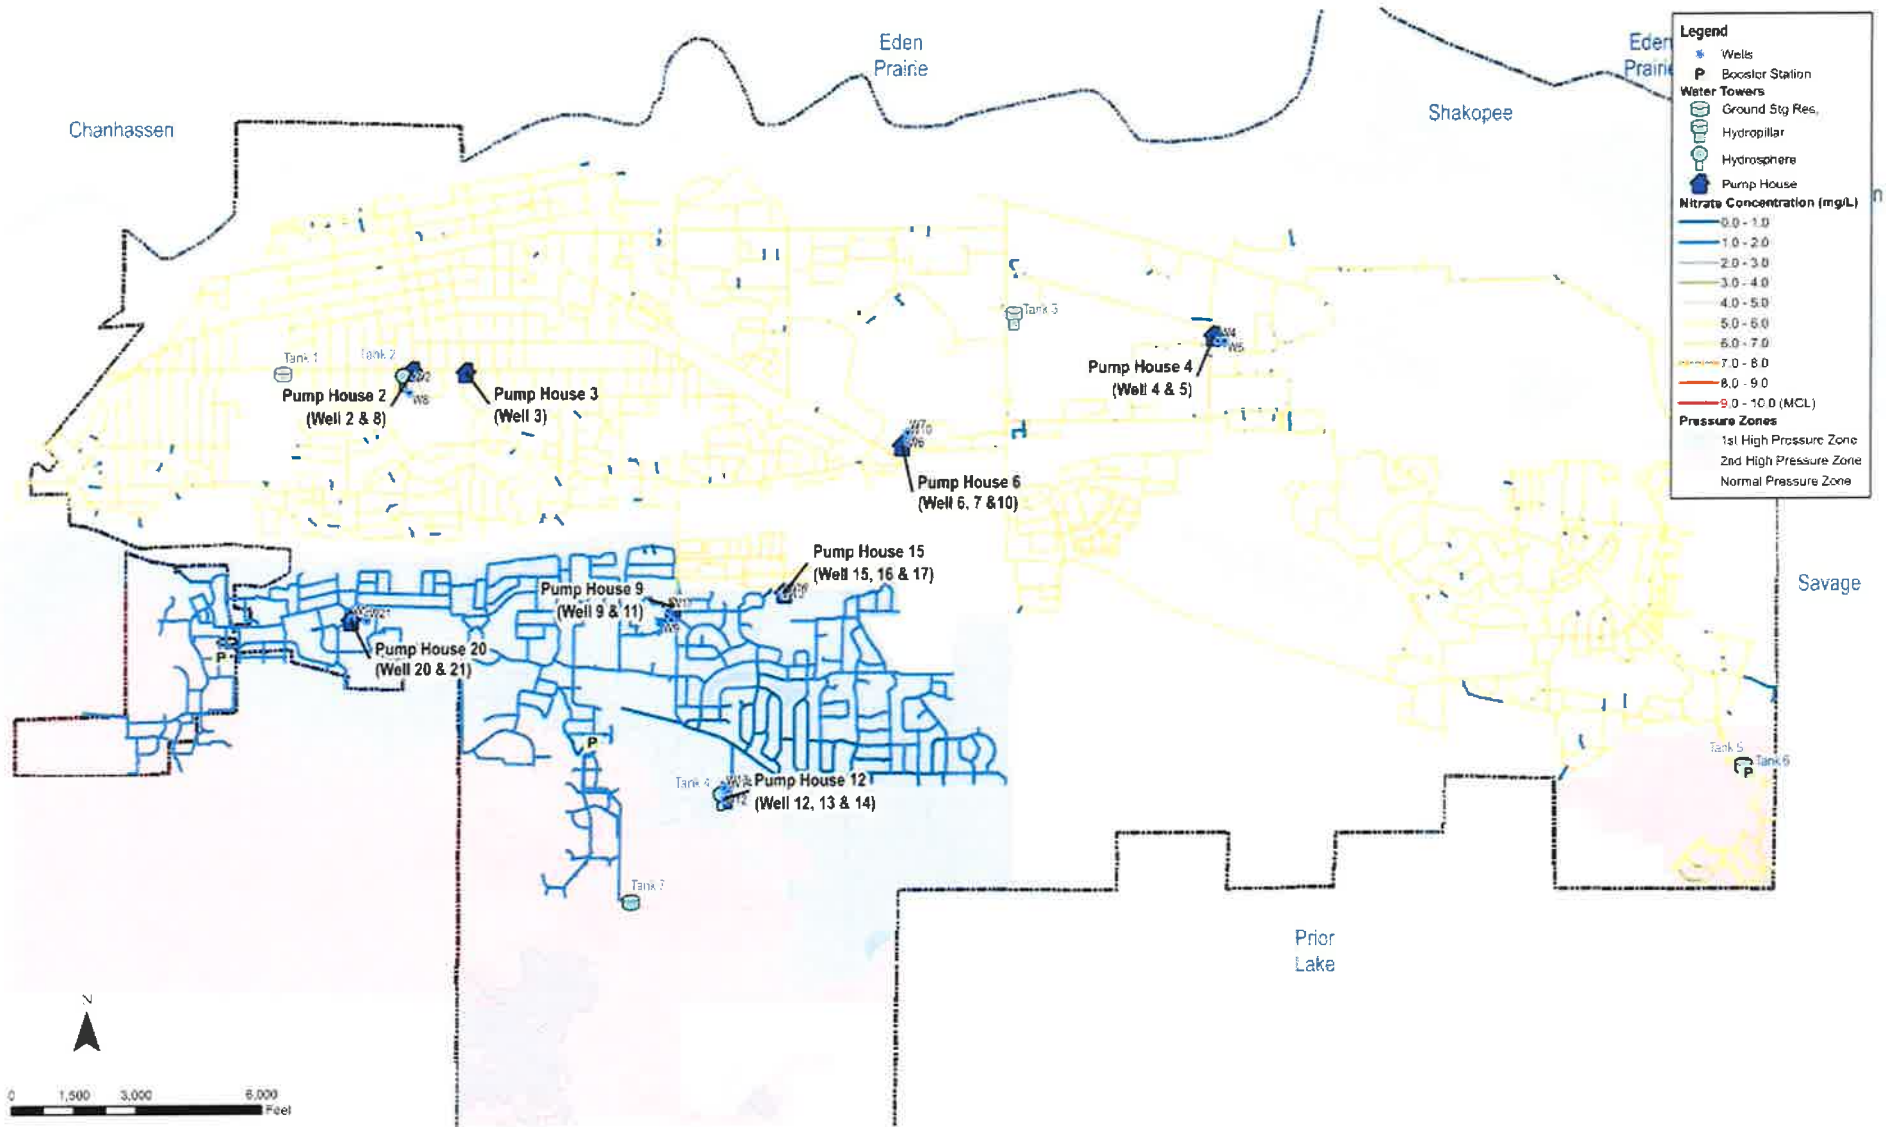 Eden
Prairie
Chanhassen
Shakopee
Legend
Wells
P Booster Station
Water Towers
Ground Stg Res.
Hydropillar
Hydrosphere
Pump House
Nitrate Concentration (mg/L)
0.0 - 1.0
1.0 - 2.0
2.0 - 3.0
3.0 - 4.0
4.0 - 5.0
5.0 - 6.0
6.0 - 7.0
7.0 - 8.0
8.0 - 9.0
9.0 - 10.0 (MCL)
Pressure Zones
1st High Pressure Zone
2nd High Pressure Zone
Normal Pressure Zone
Eden
Prairie
n
Tank 1
Tank 2
W8
Pump House 2
(Well 2 & 8)
Pump House 3
(Well 3)
Tank 3
W4
W5
Pump House 4
(Well 4 & 5)
W6
Pump House 6
(Well 6, 7 &10)
Pump House 15
(Well 15, 16 & 17)
Pump House 9
(Well 9 & 11)
W9
W21
Pump House 20
(Well 20 & 21)
P
P
Savage
Tank 4
Pump House 12
(Well 12, 13 & 14)
Tank 5
Tank 6
P
Tank 7
Prior
Lake
N
0 1,500 3,000 6,000
Feet